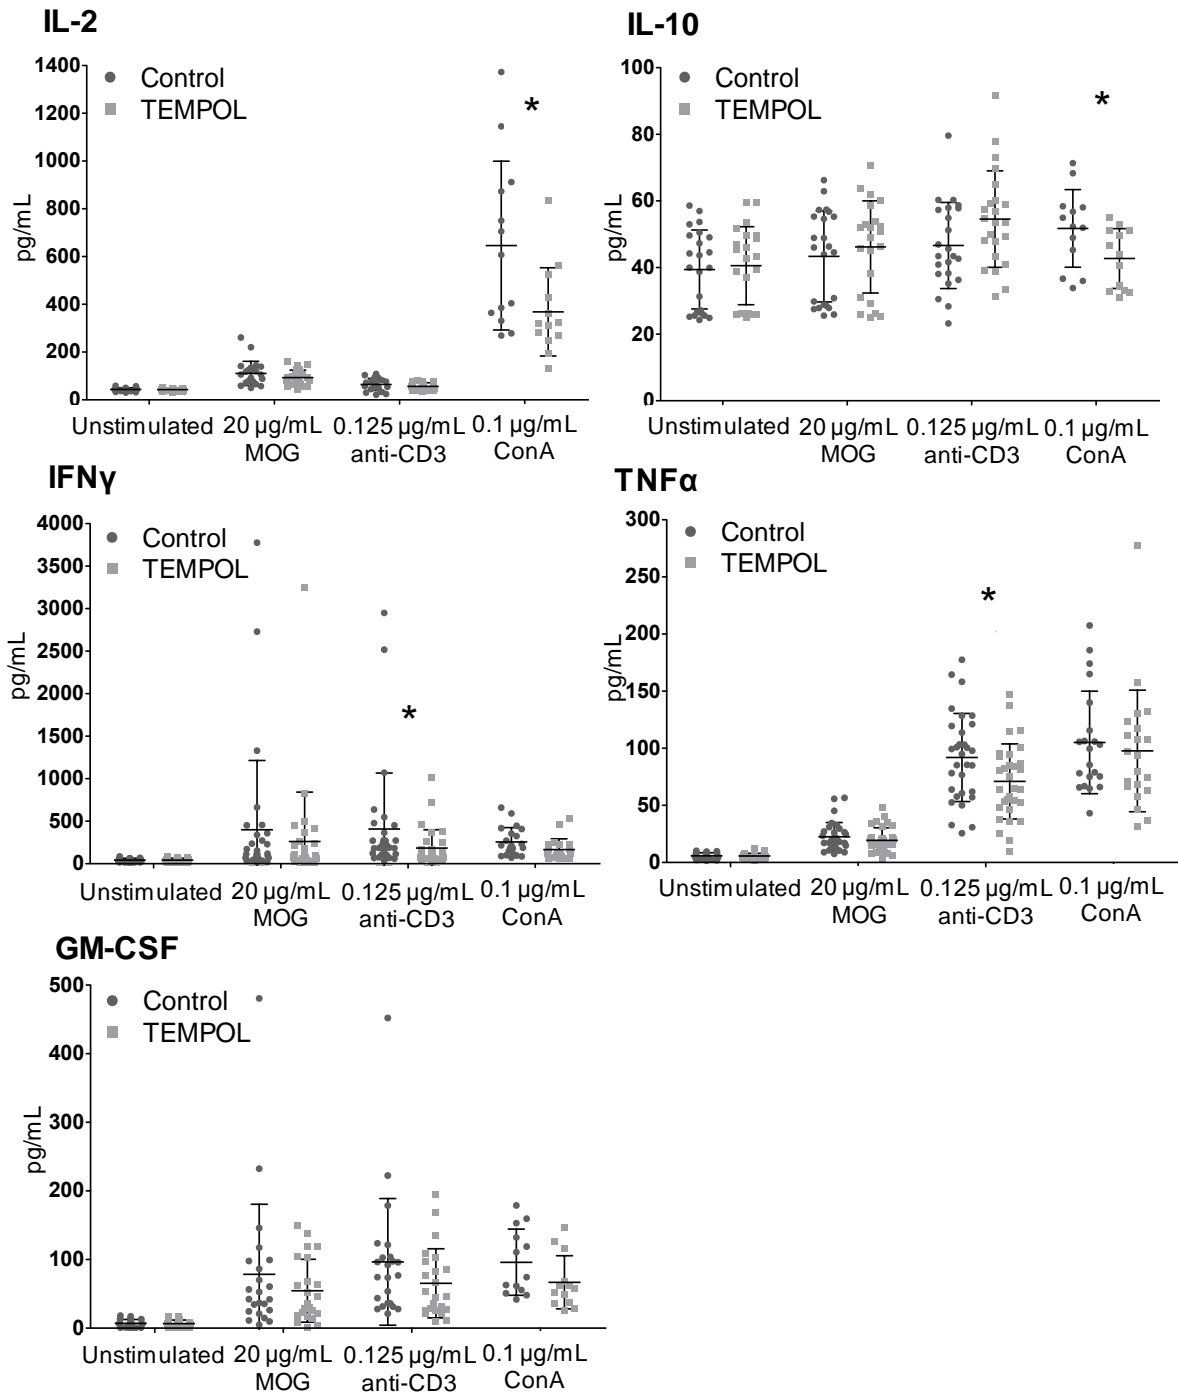 IL-2
1400
1200
1000
800
600
400
200
0
pg/mL
Control
TEMPOL
*
Unstimulated 20 µg/mL 0.125 µg/mL 0.1 µg/mL
MOG anti-CD3 ConA
IL-10
100
80
60
40
20
0
pg/mL
Control
TEMPOL
*
Unstimulated 20 µg/mL 0.125 µg/mL 0.1 µg/mL
MOG anti-CD3 ConA
IFNγ
4000
3500
3000
2500
2000
1500
1000
500
0
pg/mL
Control
TEMPOL
*
Unstimulated 20 µg/mL 0.125 µg/mL 0.1 µg/mL
MOG anti-CD3 ConA
TNFα
300
250
200
150
100
50
0
pg/mL
Control
TEMPOL
*
Unstimulated 20 µg/mL 0.125 µg/mL 0.1 µg/mL
MOG anti-CD3 ConA
GM-CSF
500
400
300
200
100
0
pg/mL
Control
TEMPOL
Unstimulated 20 µg/mL 0.125 µg/mL 0.1 µg/mL
MOG anti-CD3 ConA